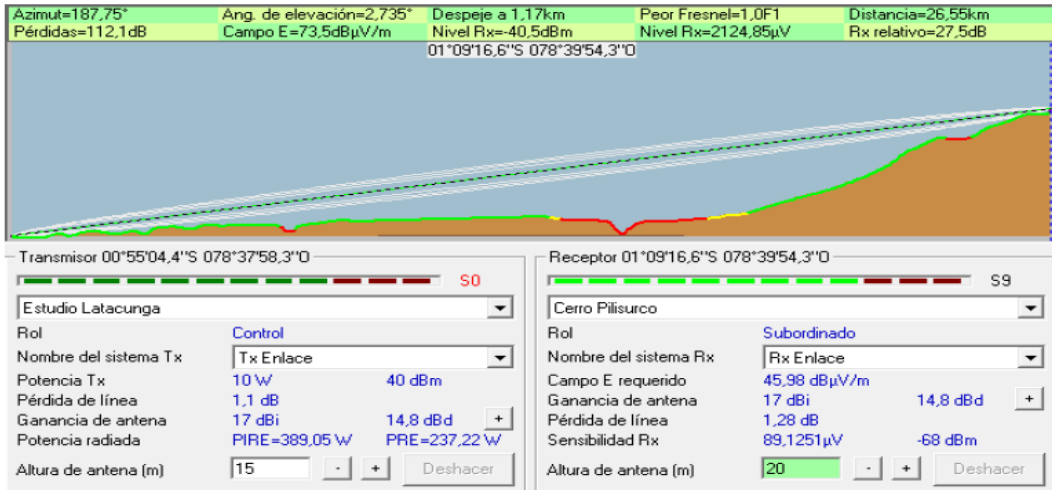 Azimut=187,75° Ang. de elevación=2,735° Despeje a 1,17km Peor Fresnel=1,0F1 Distancia=26,55km
Pérdidas=112,1dB Campo E=73,5dBµV/m Nivel Rx=-40,5dBm Nivel Rx=2124,85µV Rx relativo=27,5dB
01°09'16,6''S 078°39'54,3''O
Transmisor 00°55'04,4''S 078°37'58,3''O
S0
Estudio Latacunga
Rol Control
Nombre del sistema Tx Tx Enlace
Potencia Tx 10 W 40 dBm
Pérdida de línea 1,1 dB
Ganancia de antena 17 dBi 14,8 dBd +
Potencia radiada PIRE=389,05 W PRE=237,22 W
Altura de antena (m) 15 - + Deshacer
Receptor 01°09'16,6''S 078°39'54,3''O
S9
Cerro Pilisurco
Rol Subordinado
Nombre del sistema Rx Rx Enlace
Campo E requerido 45,98 dBµV/m
Ganancia de antena 17 dBi 14,8 dBd +
Pérdida de línea 1,28 dB
Sensibilidad Rx 89,1251µV -68 dBm
Altura de antena (m) 20 - + Deshacer